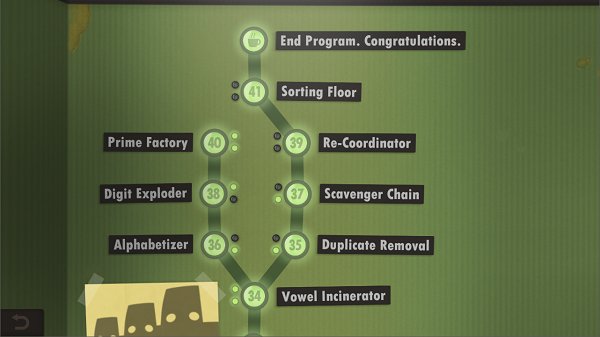 End Program. Congratulations.
41 Sorting Floor
Prime Factory 40 39 Re-Coordinator
Digit Exploder 38 37 Scavenger Chain
Alphabetizer 36 35 Duplicate Removal
34 Vowel Incinerator